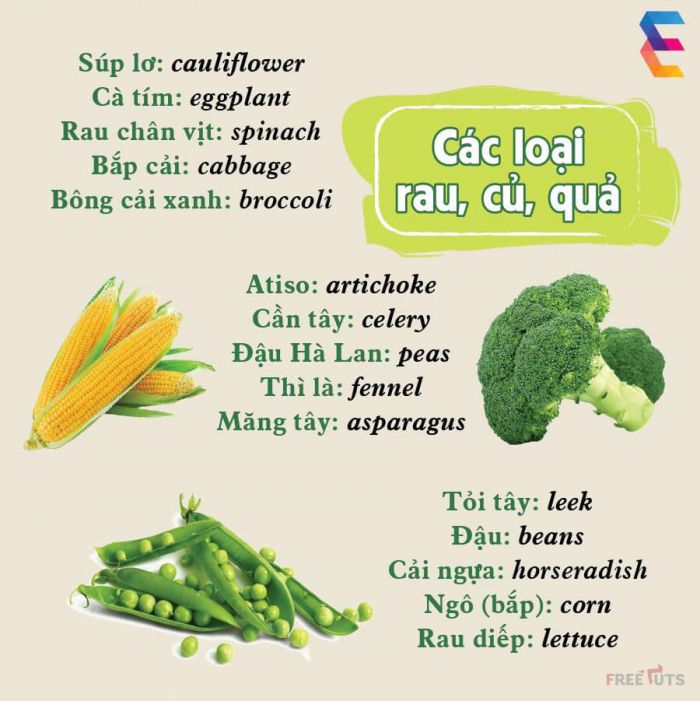 Súp lơ: cauliflower
Cà tím: eggplant
Rau chân vịt: spinach
Bắp cải: cabbage
Bông cải xanh: broccoli
Các loại
rau, củ, quả
Atiso: artichoke
Cần tây: celery
Đậu Hà Lan: peas
Thì là: fennel
Măng tây: asparagus
Tỏi tây: leek
Đậu: beans
Cải ngựa: horseradish
Ngô (bắp): corn
Rau diếp: lettuce
FREETUTS